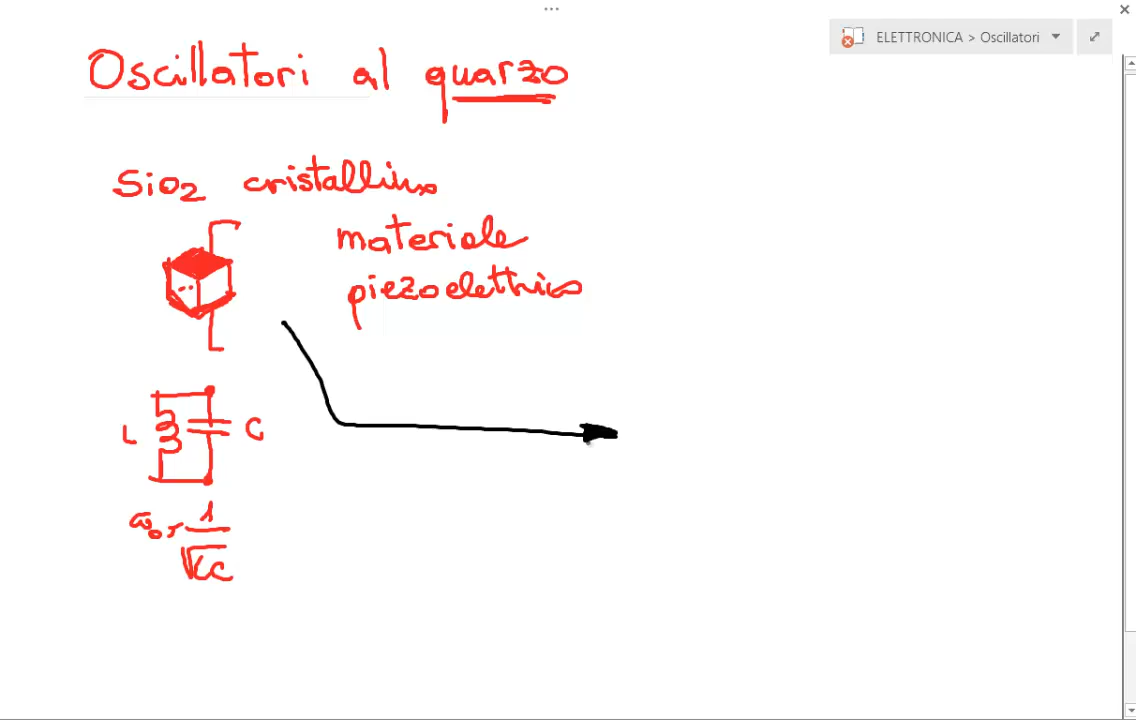 ELETTRONICA > Oscillatori
Oscillatori al quarzo
SiO2 cristallino
materiale
piezoelettrico
L C
ω₀ = 1/√LC